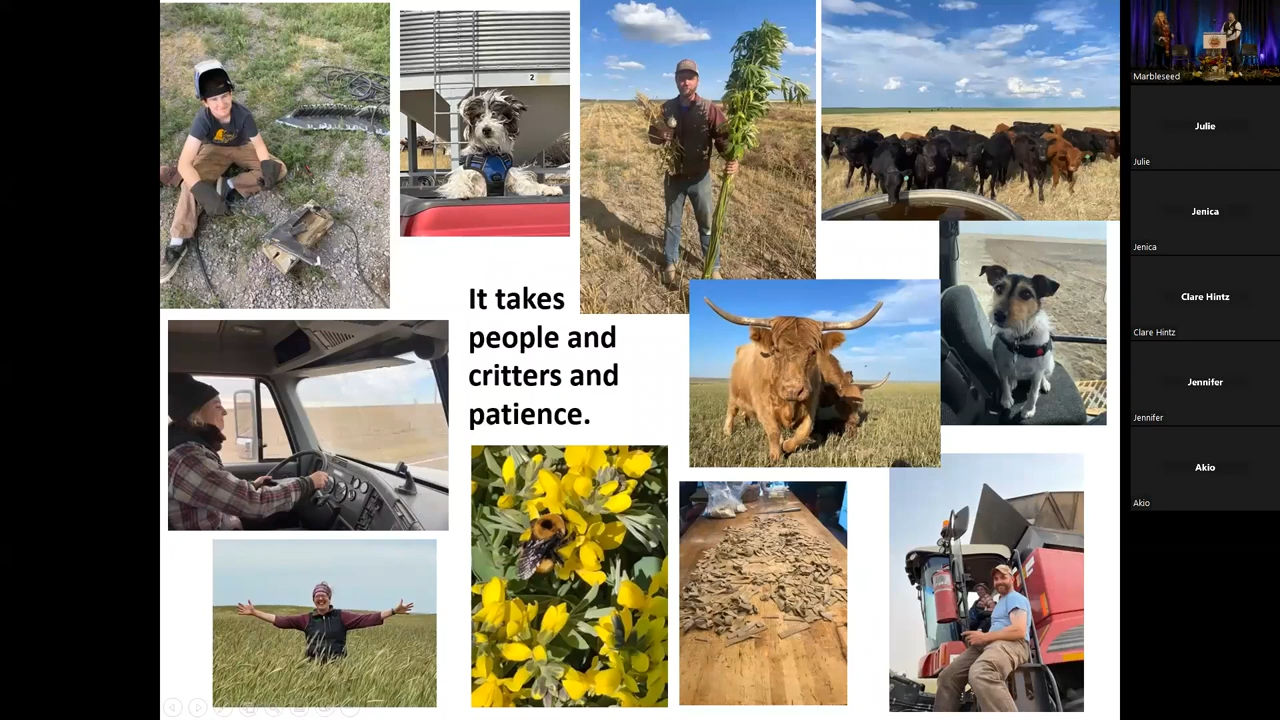 2
It takes
people and
critters and
patience.
Marbleseed
Julie
Julie
Jenica
Jenica
Clare Hintz
Clare Hintz
Jennifer
Jennifer
Akio
Akio